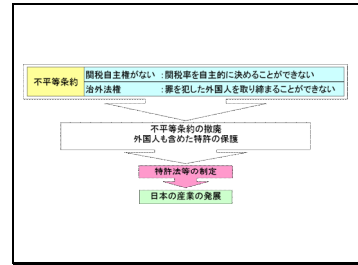 不平等条約
関税自主権がない :関税率を自主的に決めることができない
治外法権 :罪を犯した外国人を取り締まることができない
不平等条約の撤廃
外国人も含めた特許の保護
特許法等の制定
日本の産業の発展